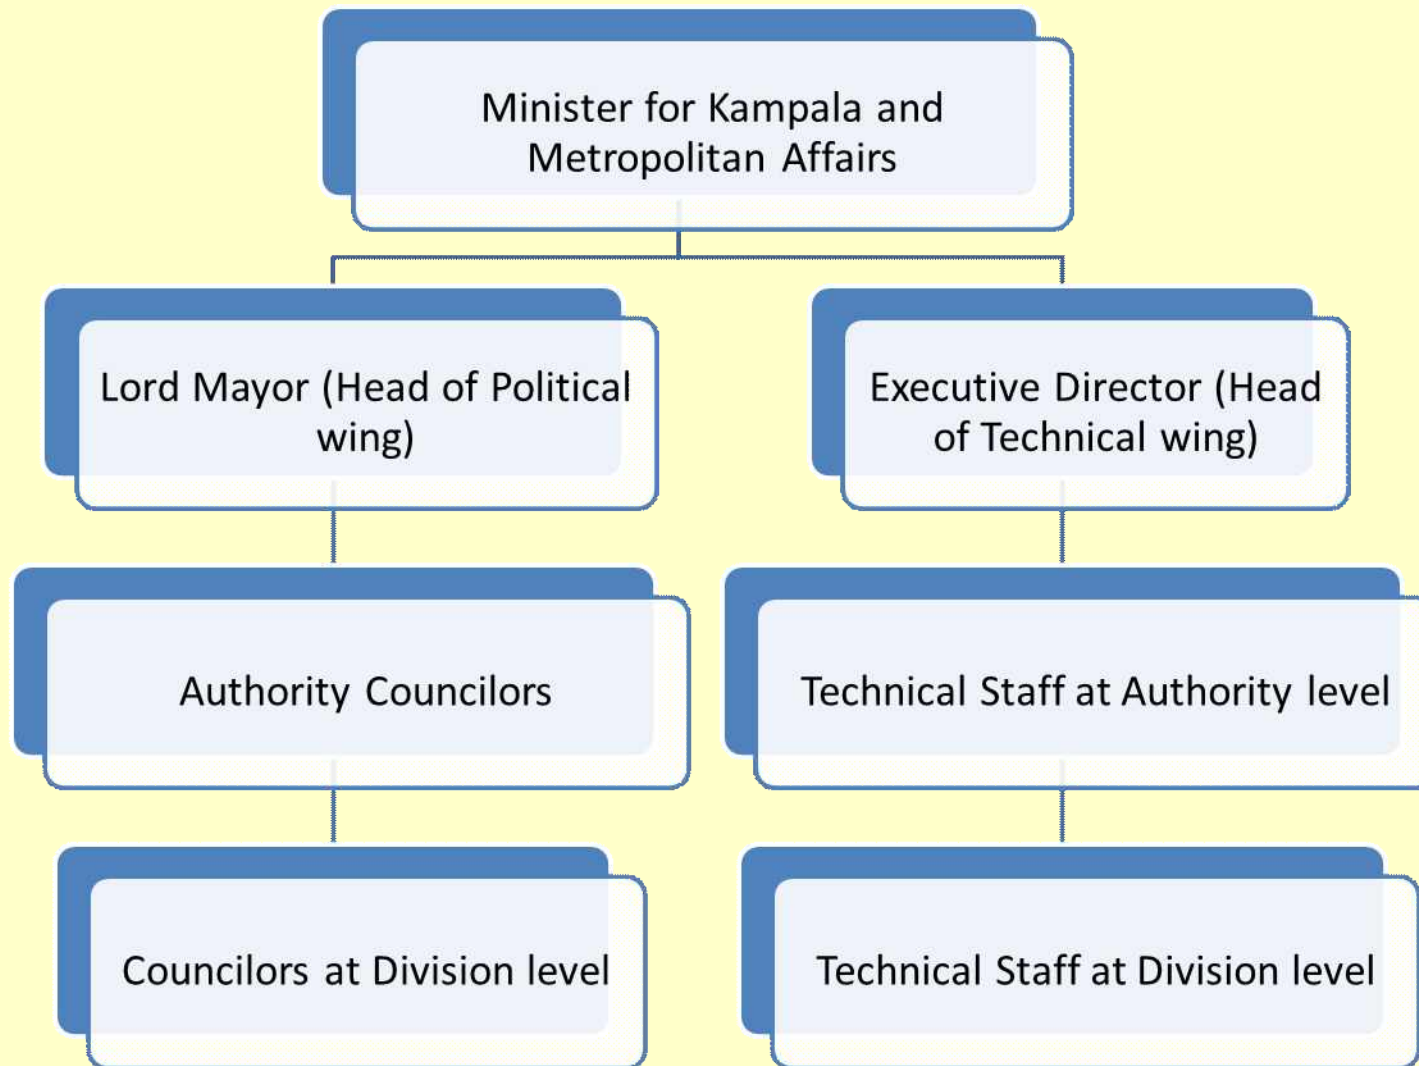 Minister for Kampala and
Metropolitan Affairs
Lord Mayor (Head of Political
wing)
Executive Director (Head
of Technical wing)
Authority Councilors
Technical Staff at Authority level
Councilors at Division level
Technical Staff at Division level